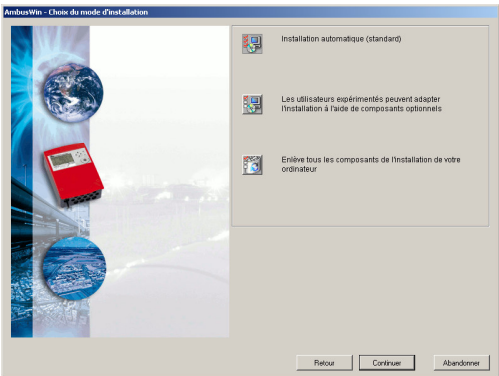 AmbusWin - Choix du mode d'installation
Installation automatique (standard)
Les utilisateurs expérimentés peuvent adapter
l'installation à l'aide de composants optionnels
Enlève tous les composants de l'installation de votre
ordinateur
Retour
Continuer
Abandonner